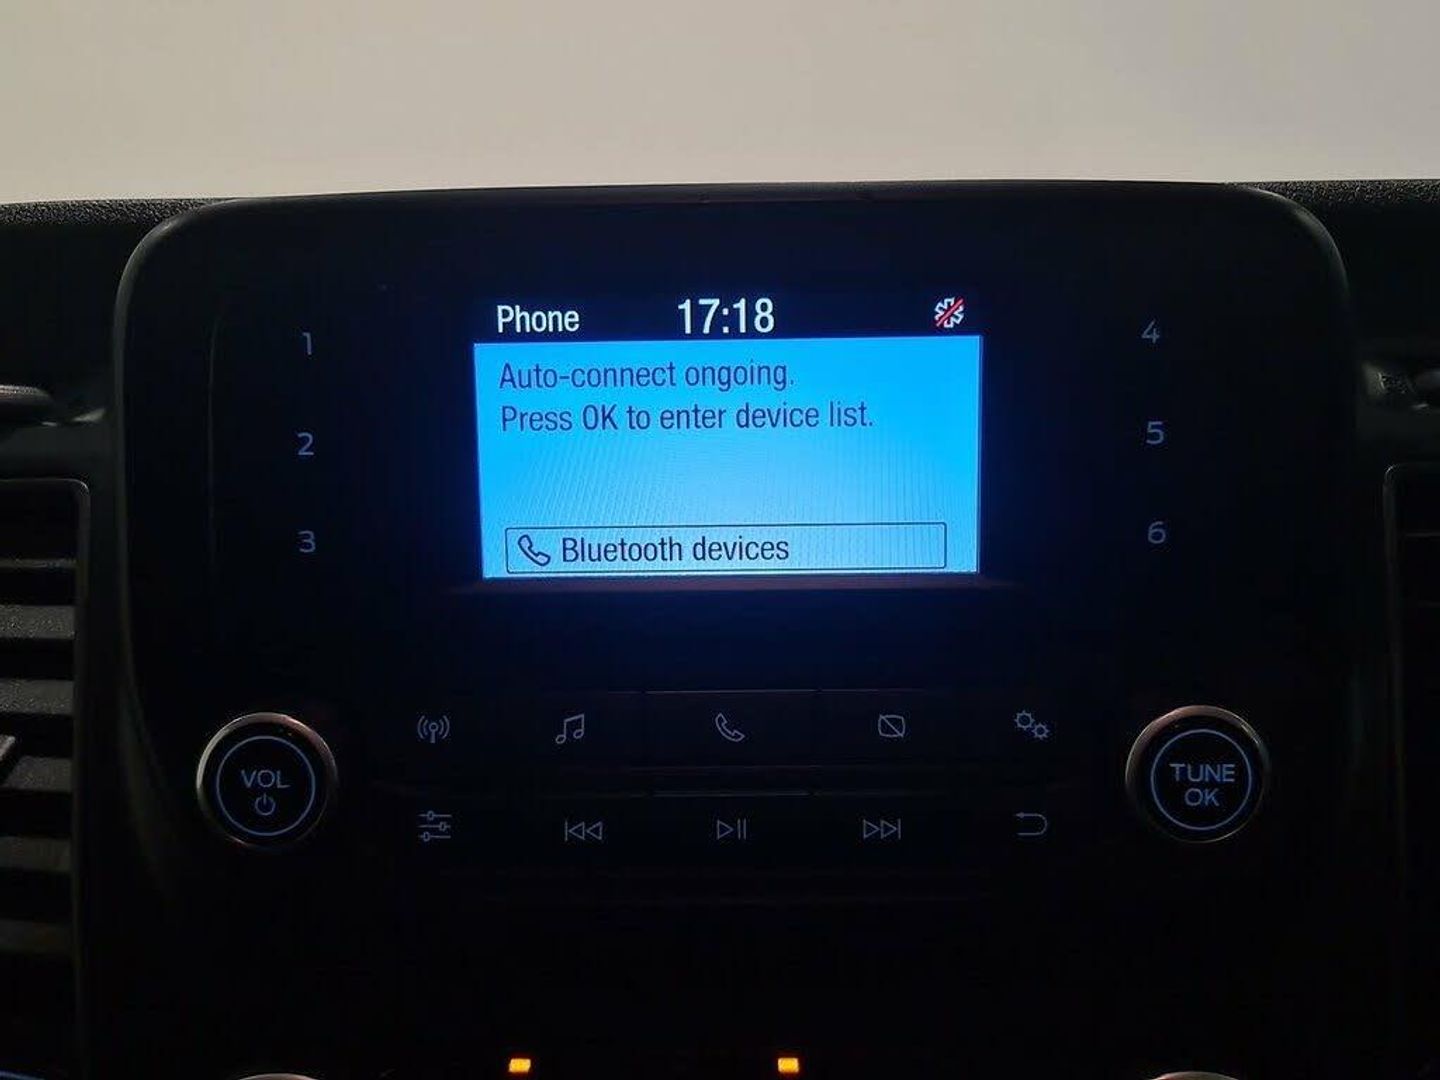 Phone 17:18
Auto-connect ongoing.
Press OK to enter device list.
Bluetooth devices
1
2
3
4
5
6
VOL
TUNE
OK